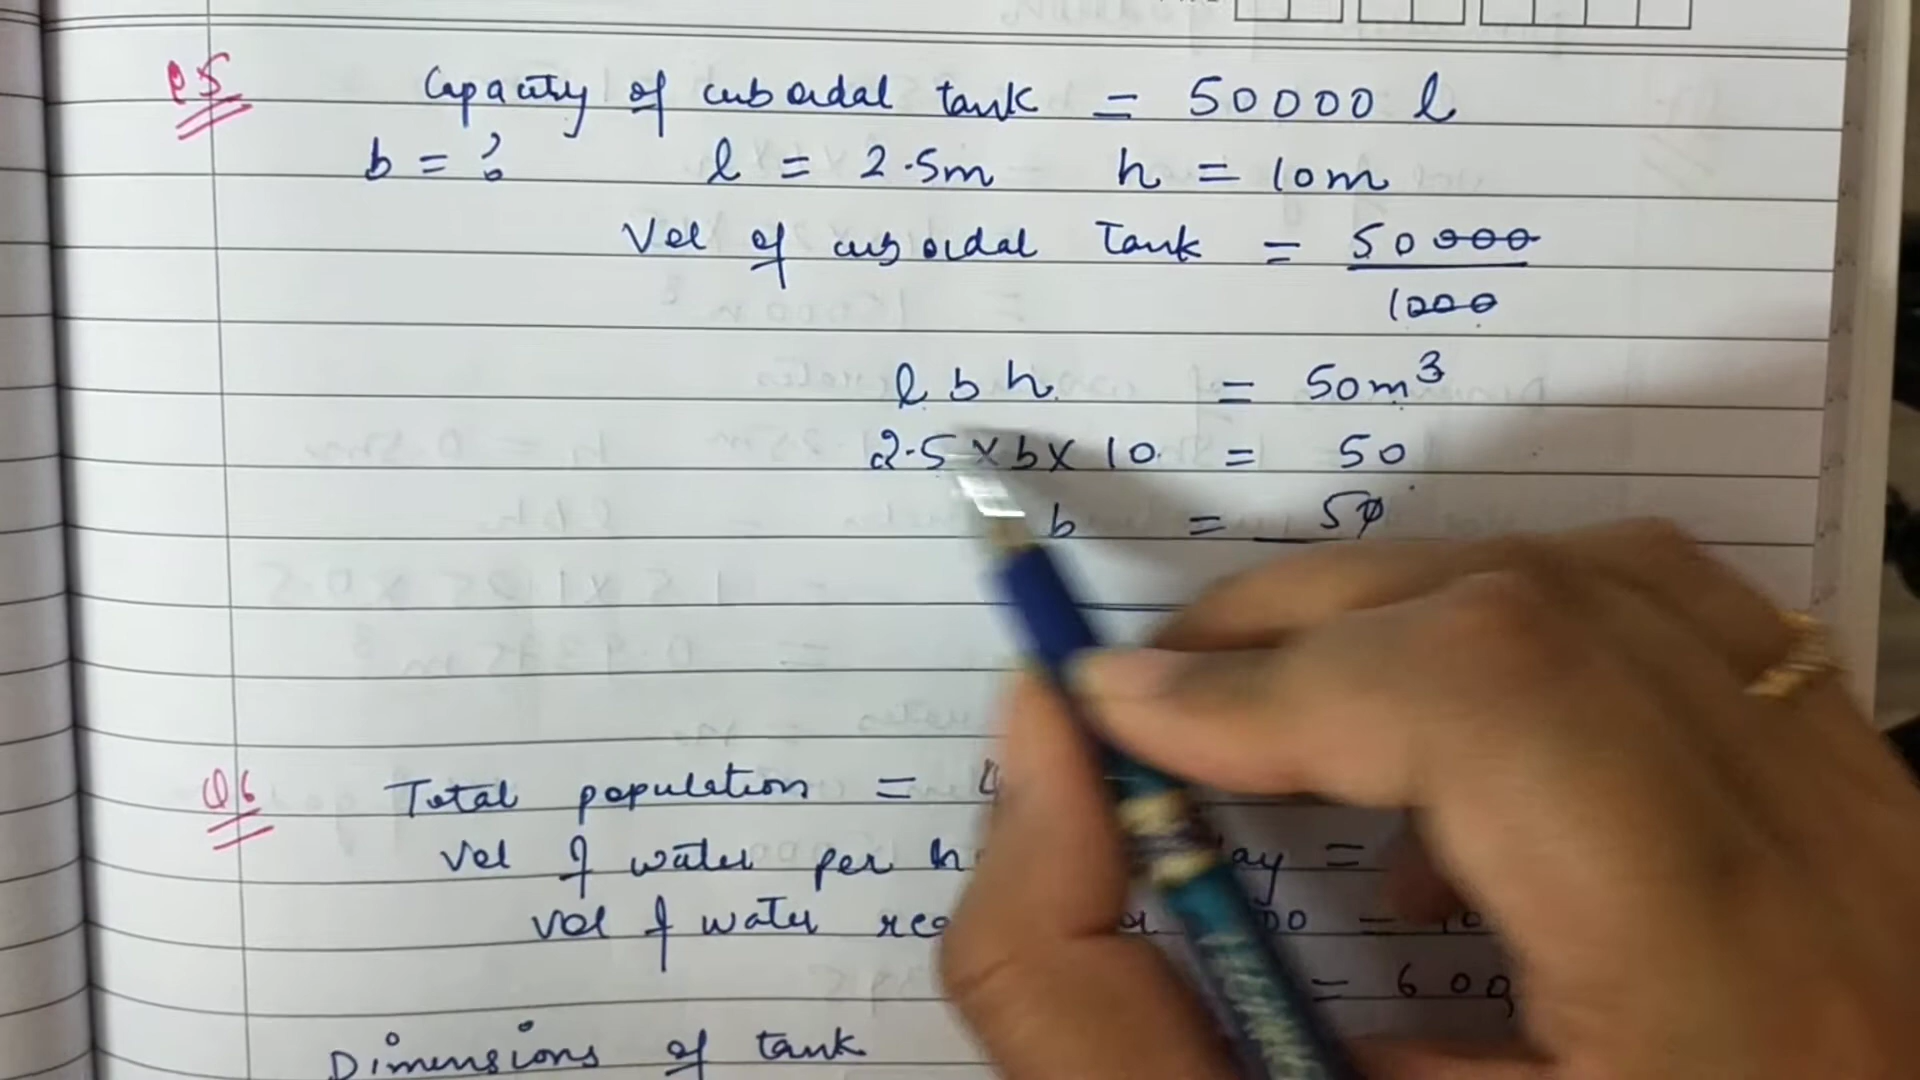 Q5 Capacity of cuboidal tank = 50000 l
b = ? l = 2.5m h = 10m
Vol of cuboidal Tank = 50000
1000
l b h = 50m³
2.5 × b × 10 = 50
b = 50
Q6 Total population = 4
Vol of water per = 
Vol of water = 
= 600
Dimensions of tank